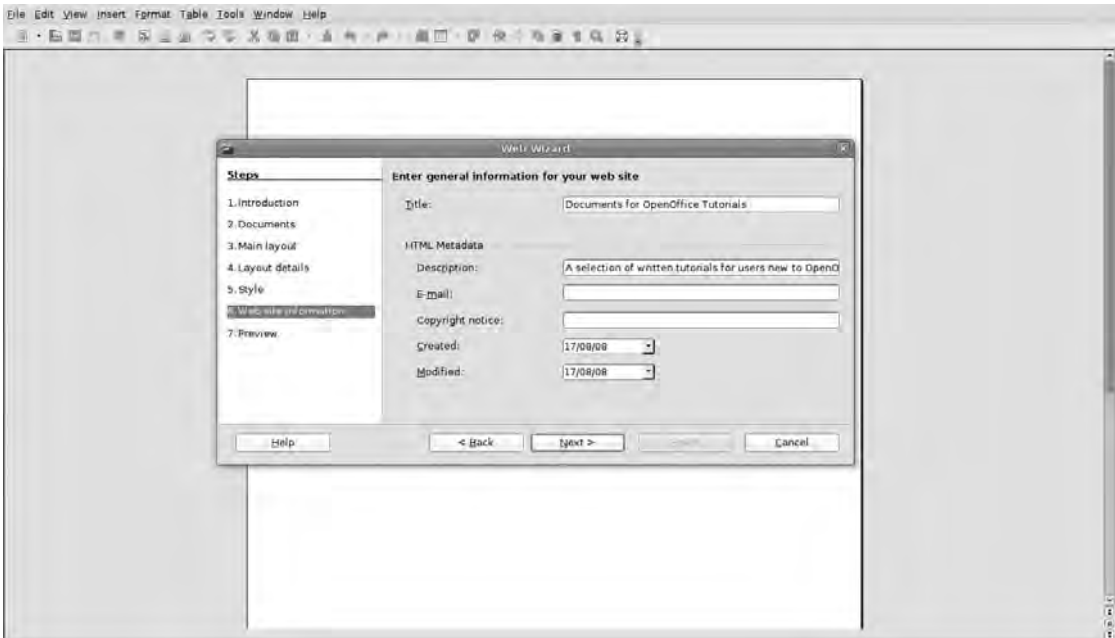 File Edit View Insert Format Table Tools Window Help
Web Wizard
Steps
Enter general information for your web site
1. Introduction
Title:
Documents for OpenOffice Tutorials
2. Documents
3. Main layout
HTML Metadata
4. Layout details
Description:
A selection of written tutorials for users new to OpenO
5. Style
E-mail:
6. Web site information
Copyright notice:
7. Preview
Created:
17/08/08
Modified:
17/08/08
Help
< Back
Next >
Cancel